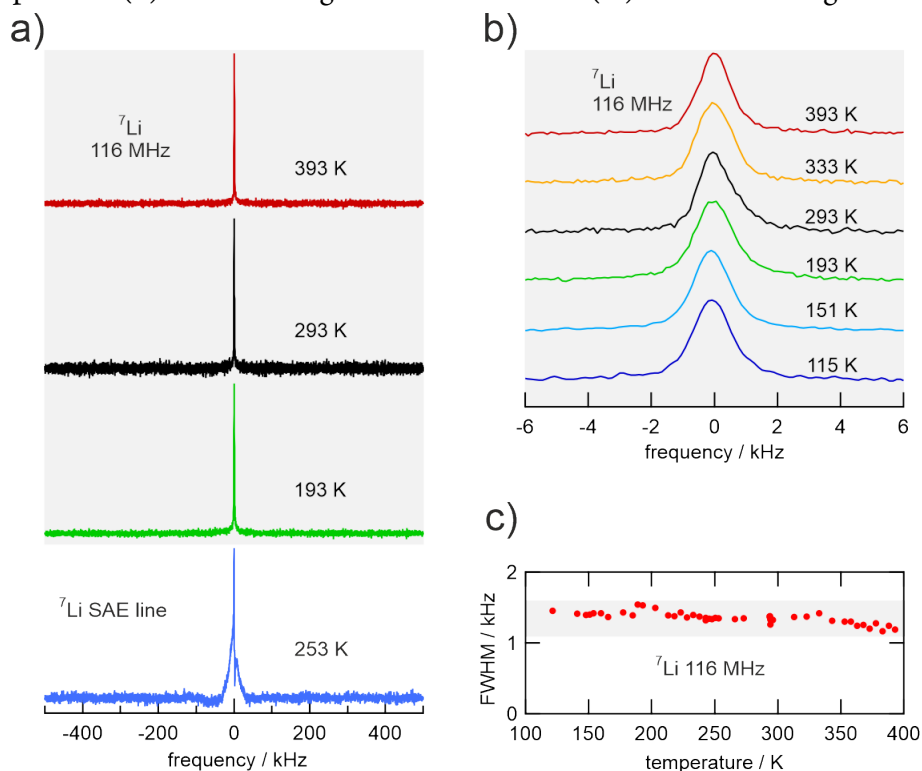 a)
⁷Li
116 MHz
393 K
293 K
193 K
⁷Li SAE line
253 K
-400 -200 0 200 400
frequency / kHz
b)
⁷Li
116 MHz
393 K
333 K
293 K
193 K
151 K
115 K
-6 -4 -2 0 2 4 6
frequency / kHz
c)
2
1
0
FWHM / kHz
⁷Li 116 MHz
100 150 200 250 300 350 400
temperature / K